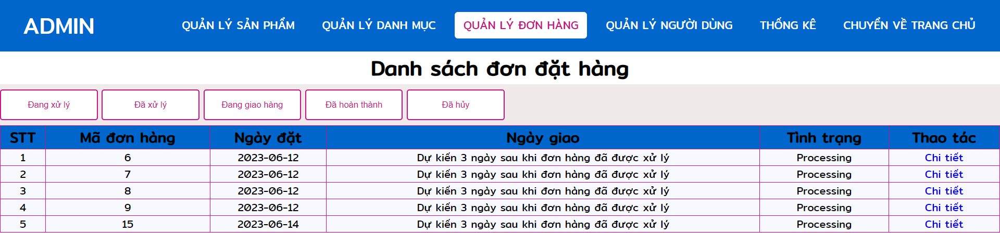 ADMIN QUẢN LÝ SẢN PHẨM QUẢN LÝ DANH MỤC QUẢN LÝ ĐƠN HÀNG QUẢN LÝ NGƯỜI DÙNG THỐNG KÊ CHUYỂN VỀ TRANG CHỦ
Danh sách đơn đặt hàng
Đang xử lý Đã xử lý Đang giao hàng Đã hoàn thành Đã hủy
STT Mã đơn hàng Ngày đặt Ngày giao Tình trạng Thao tác
1 6 2023-06-12 Dự kiến 3 ngày sau khi đơn hàng đã được xử lý Processing Chi tiết
2 7 2023-06-12 Dự kiến 3 ngày sau khi đơn hàng đã được xử lý Processing Chi tiết
3 8 2023-06-12 Dự kiến 3 ngày sau khi đơn hàng đã được xử lý Processing Chi tiết
4 9 2023-06-12 Dự kiến 3 ngày sau khi đơn hàng đã được xử lý Processing Chi tiết
5 15 2023-06-14 Dự kiến 3 ngày sau khi đơn hàng đã được xử lý Processing Chi tiết